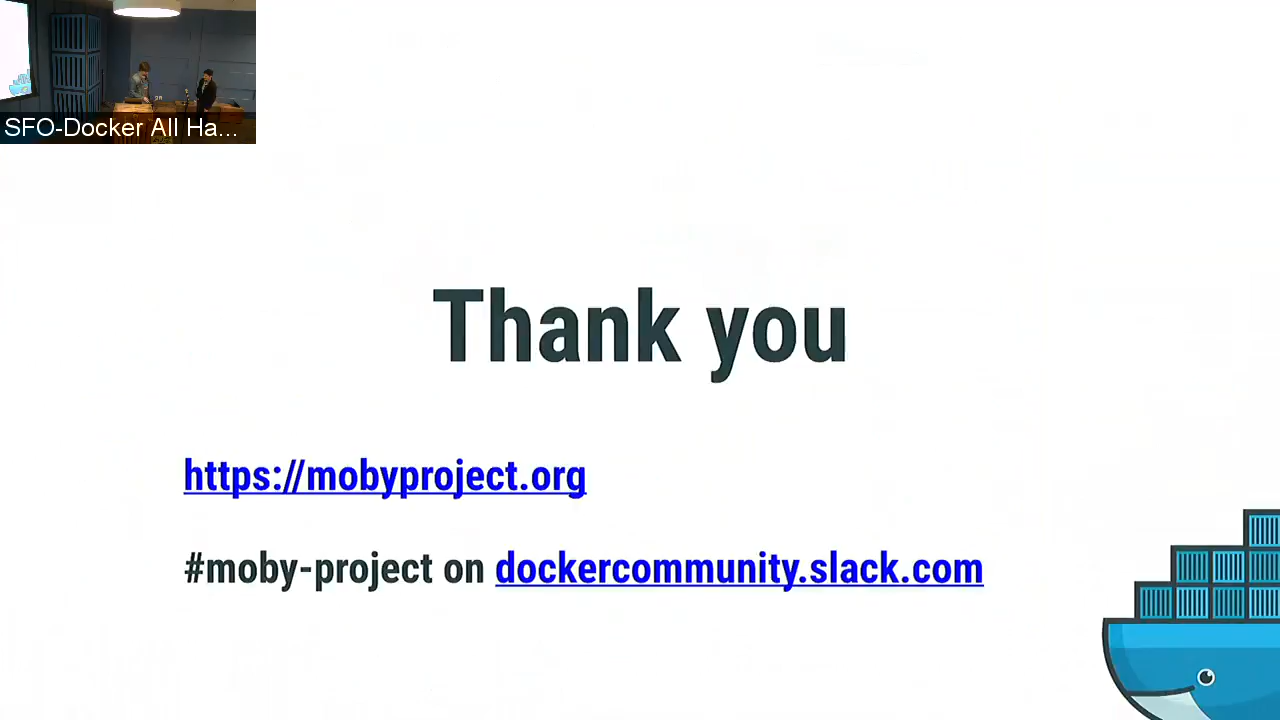 SFO-Docker All Ha...
Thank you
https://mobyproject.org
#moby-project on dockercommunity.slack.com